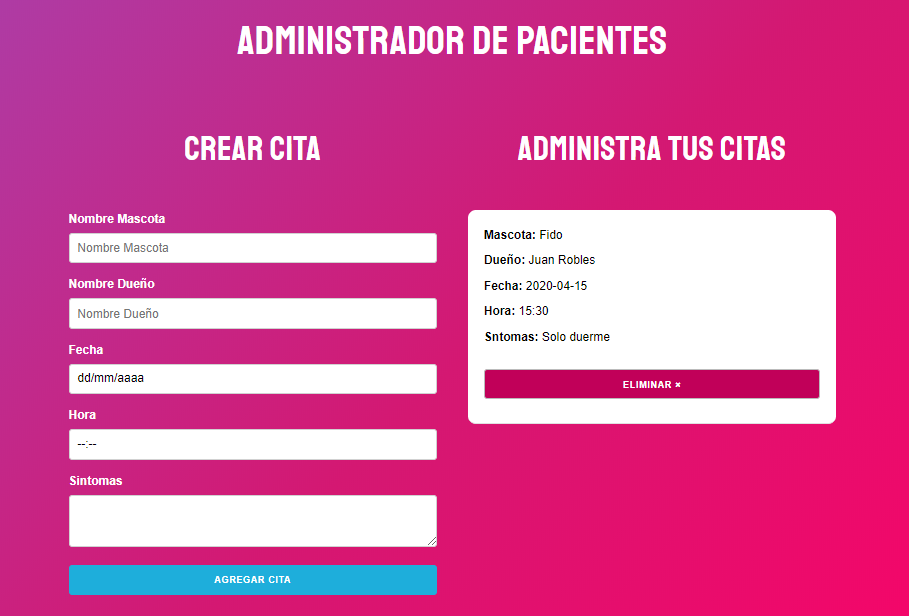 ADMINISTRADOR DE PACIENTES
CREAR CITA
Nombre Mascota
Nombre Mascota
Nombre Dueño
Nombre Dueño
Fecha
dd/mm/aaaa
Hora
--:--
Sintomas
AGREGAR CITA
ADMINISTRA TUS CITAS
Mascota: Fido
Dueño: Juan Robles
Fecha: 2020-04-15
Hora: 15:30
Sntomas: Solo duerme
ELIMINAR ×